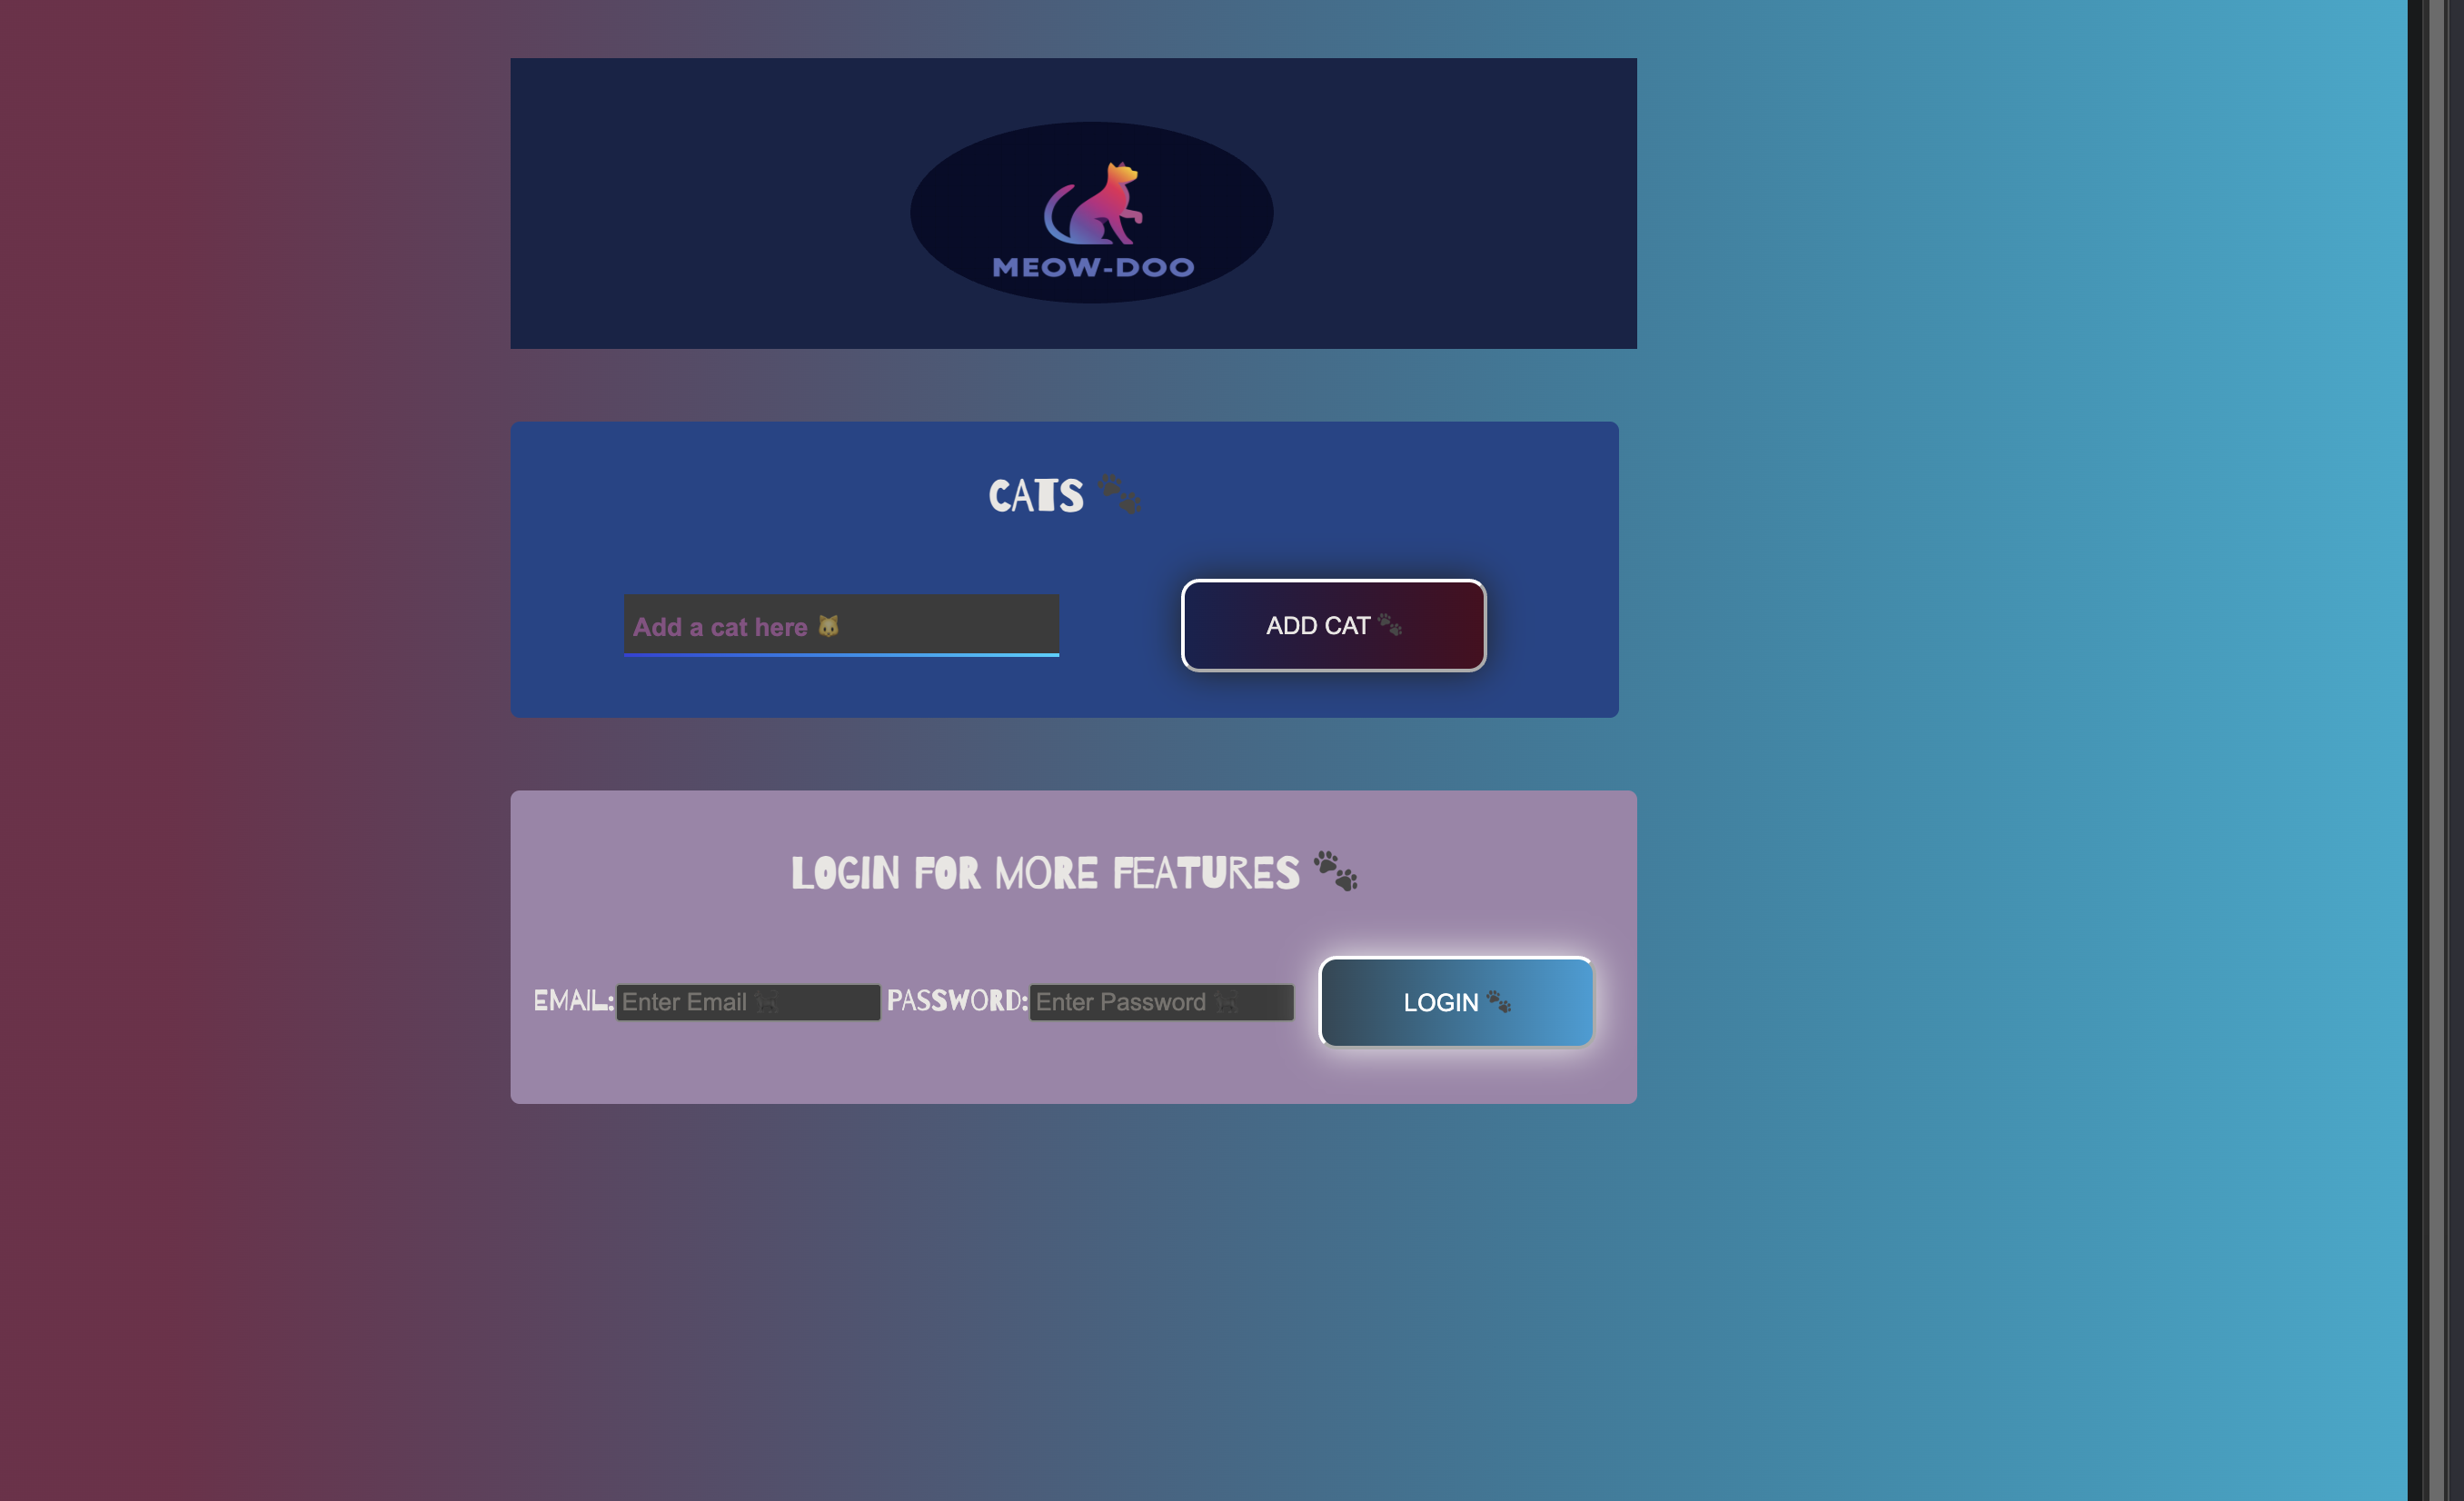 MEOW-DOO
CATS 🐾
Add a cat here 🐱
ADD CAT 🐾
LOGIN FOR MORE FEATURES 🐾
EMAIL: Enter Email 🐈‍⬛ PASSWORD: Enter Password 🐈‍⬛ LOGIN 🐾